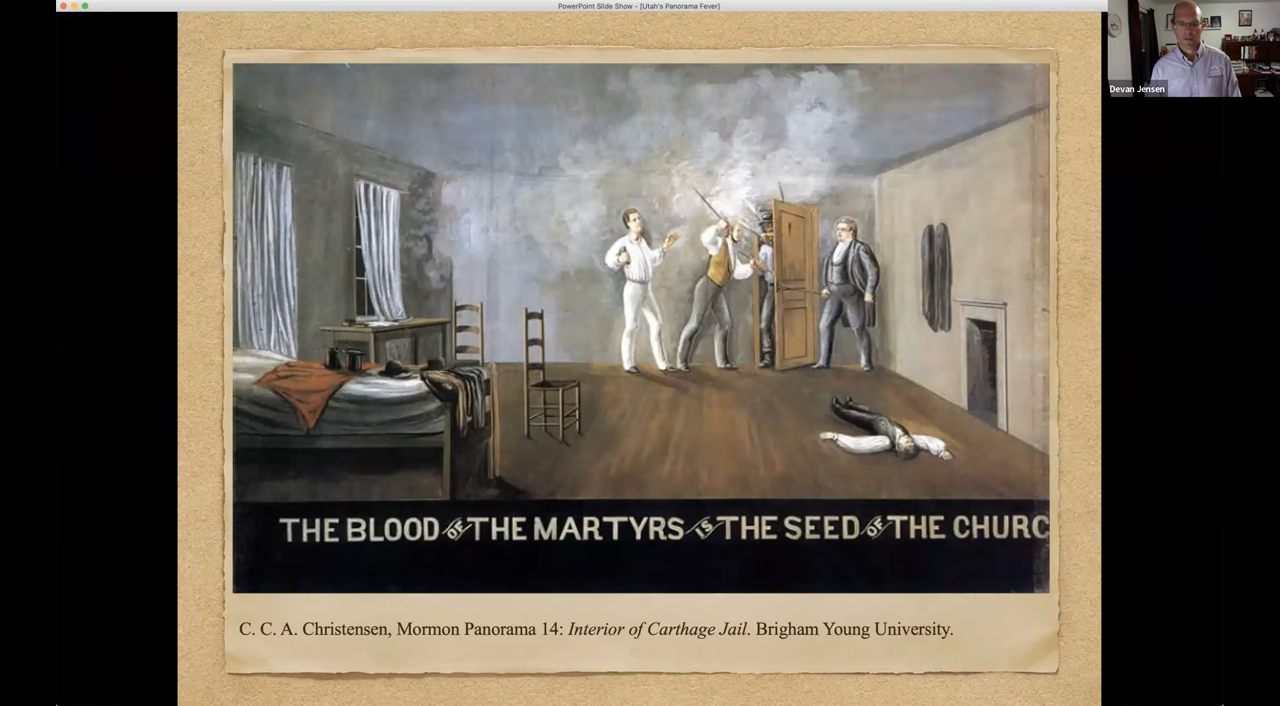 PowerPoint Slide Show - [Utah's Panorama Fever]
Devan Jensen
THE BLOOD OF THE MARTYRS IS THE SEED OF THE CHURC
C. C. A. Christensen, Mormon Panorama 14: Interior of Carthage Jail. Brigham Young University.